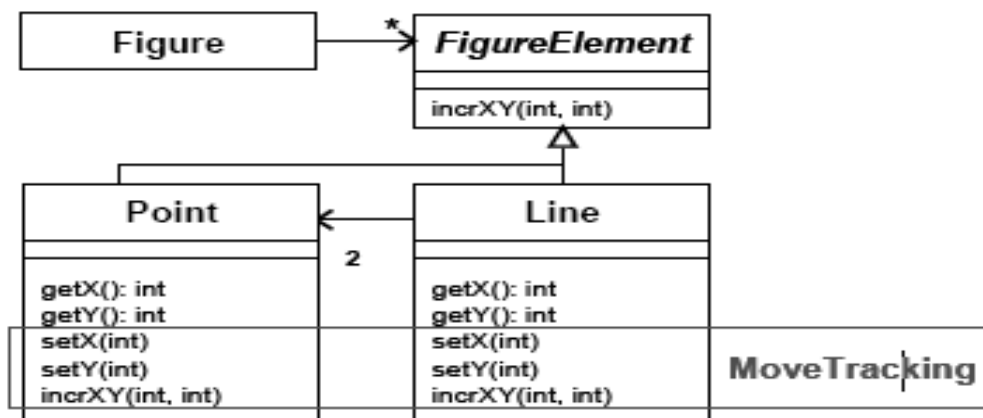 Figure
*
FigureElement
incrXY(int, int)
Point
2
Line
getX(): int
getY(): int
setX(int)
setY(int)
incrXY(int, int)
getX(): int
getY(): int
setX(int)
setY(int)
incrXY(int, int)
MoveTracking